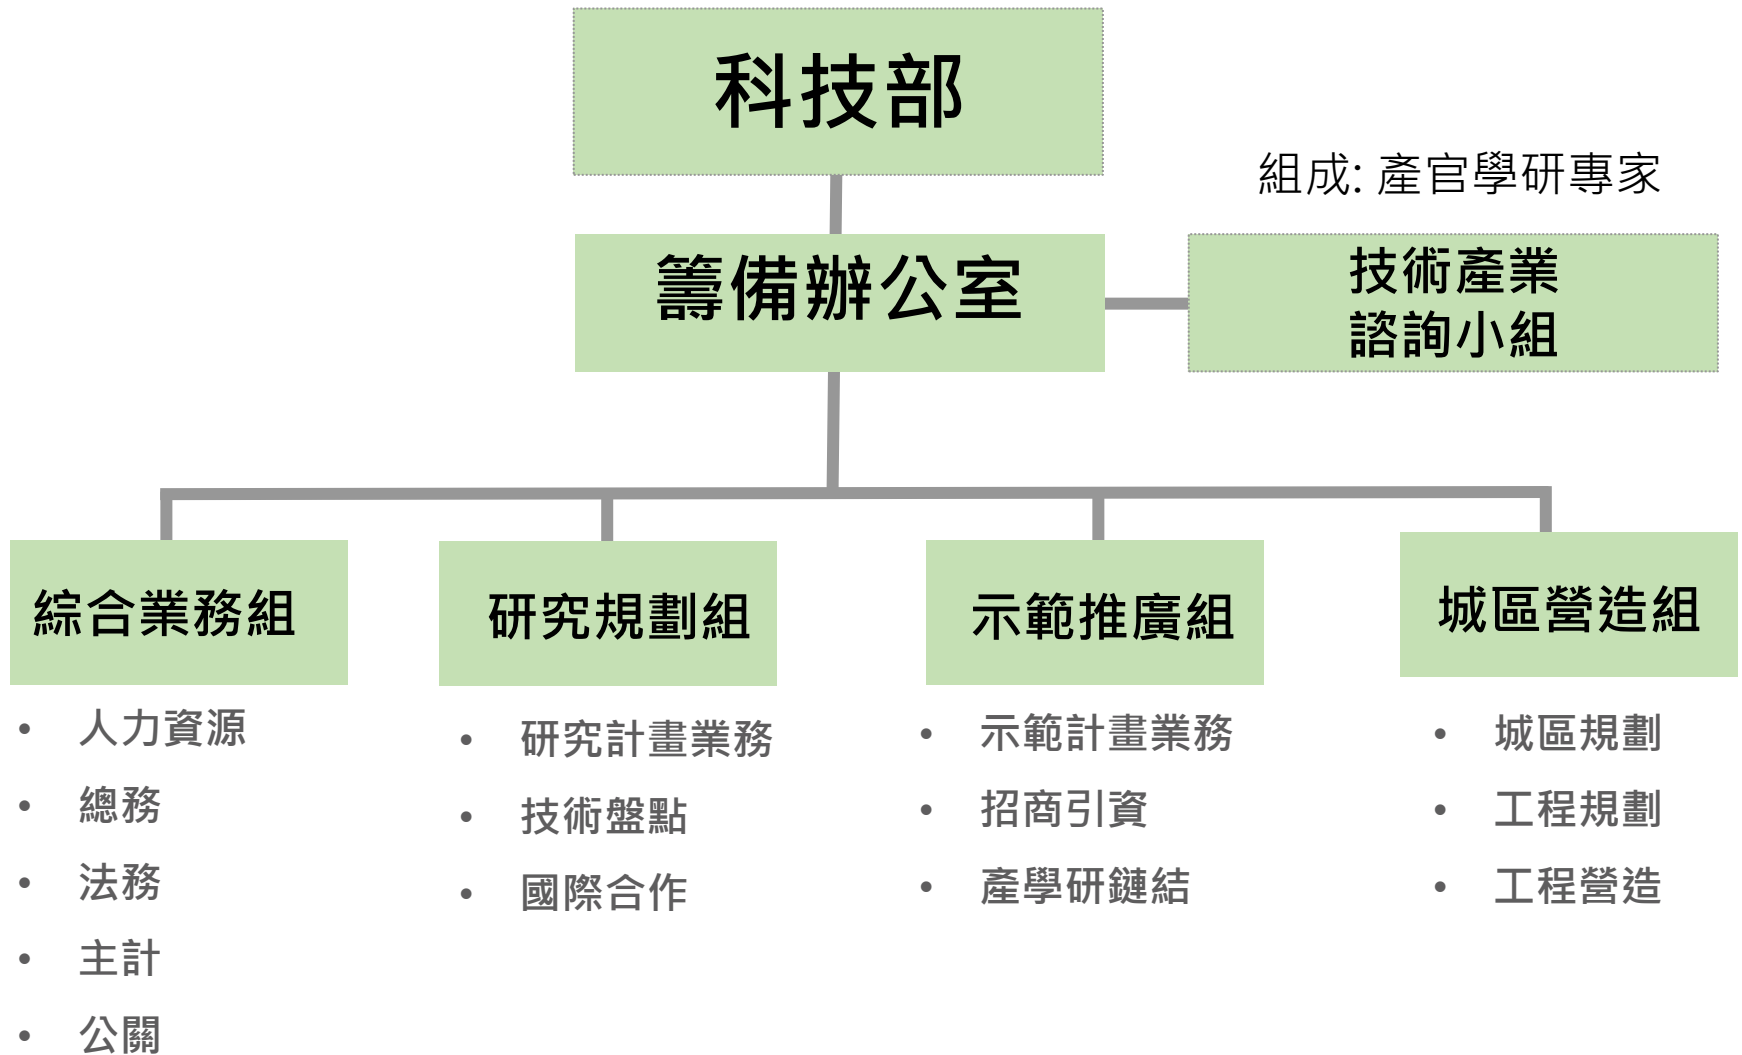 科技部
組成: 產官學研專家
籌備辦公室
技術產業
諮詢小組
綜合業務組
• 人力資源
• 總務
• 法務
• 主計
• 公關
研究規劃組
• 研究計畫業務
• 技術盤點
• 國際合作
示範推廣組
• 示範計畫業務
• 招商引資
• 產學研鏈結
城區營造組
• 城區規劃
• 工程規劃
• 工程營造